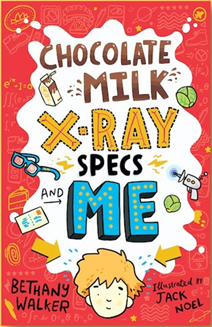 CHOCOLATE
MILK
X-RAY
SPECS
AND
ME
BETHANY
WALKER
ILLUSTRATED BY
JACK
NOEL